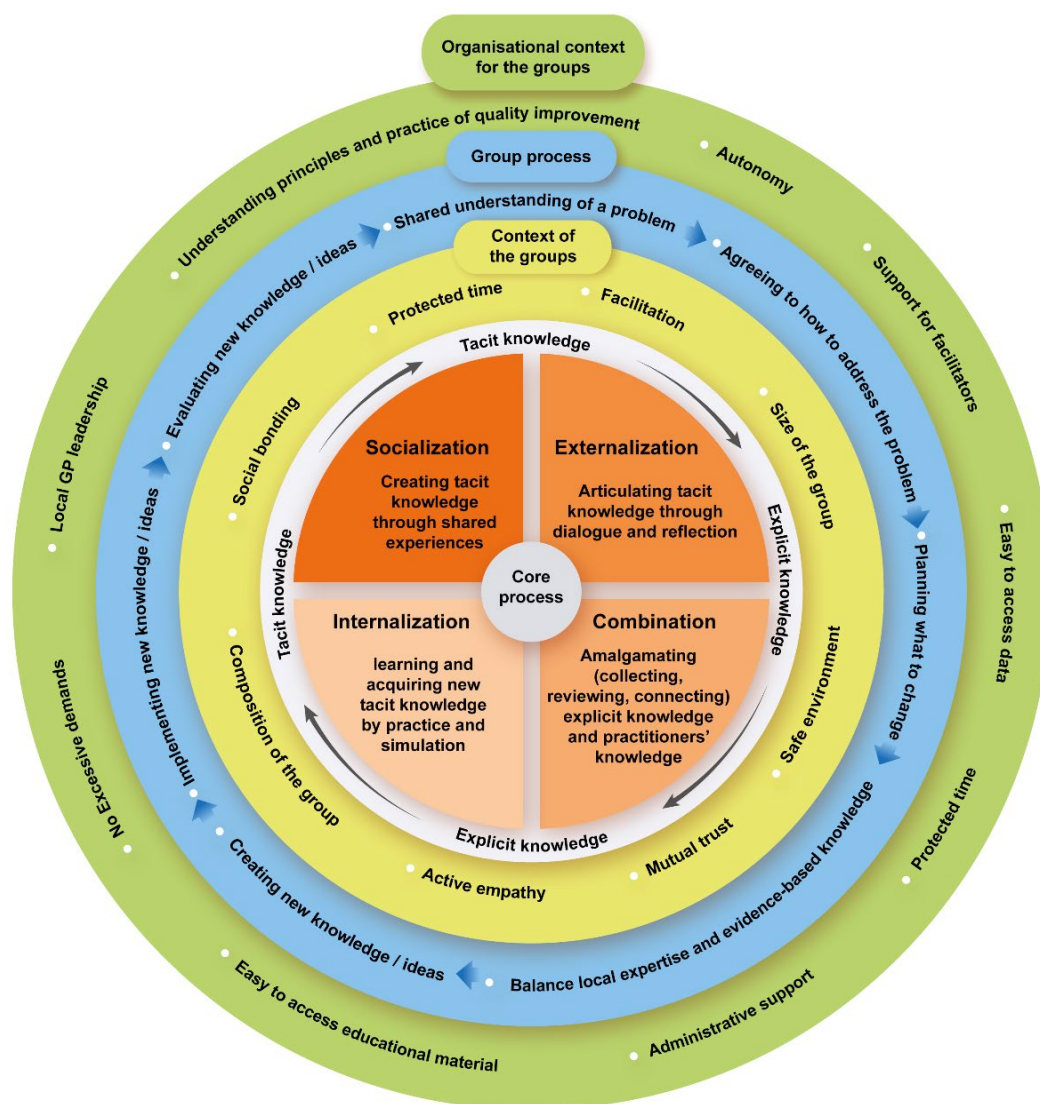 Organisational context
for the groups
Understanding principles and practice of quality improvement
Autonomy
Support for facilitators
Easy to access data
Protected time
Administrative support
Easy to access educational material
No Excessive demands
Local GP leadership
Group process
Shared understanding of a problem
Agreeing to how to address the problem
Planning what to change
Balance local expertise and evidence-based knowledge
Creating new knowledge / ideas
Implementing new knowledge / ideas
Evaluating new knowledge / ideas
Context of
the groups
Protected time
Facilitation
Size of the group
Safe environment
Mutual trust
Active empathy
Composition of the group
Social bonding
Tacit knowledge
Explicit knowledge
Explicit knowledge
Tacit knowledge
Socialization
Creating tacit
knowledge
through shared
experiences
Externalization
Articulating tacit
knowledge through
dialogue and reflection
Core
process
Internalization
learning and
acquiring new
tacit knowledge
by practice and
simulation
Combination
Amalgamating
(collecting,
reviewing, connecting)
explicit knowledge
and practitioners’
knowledge